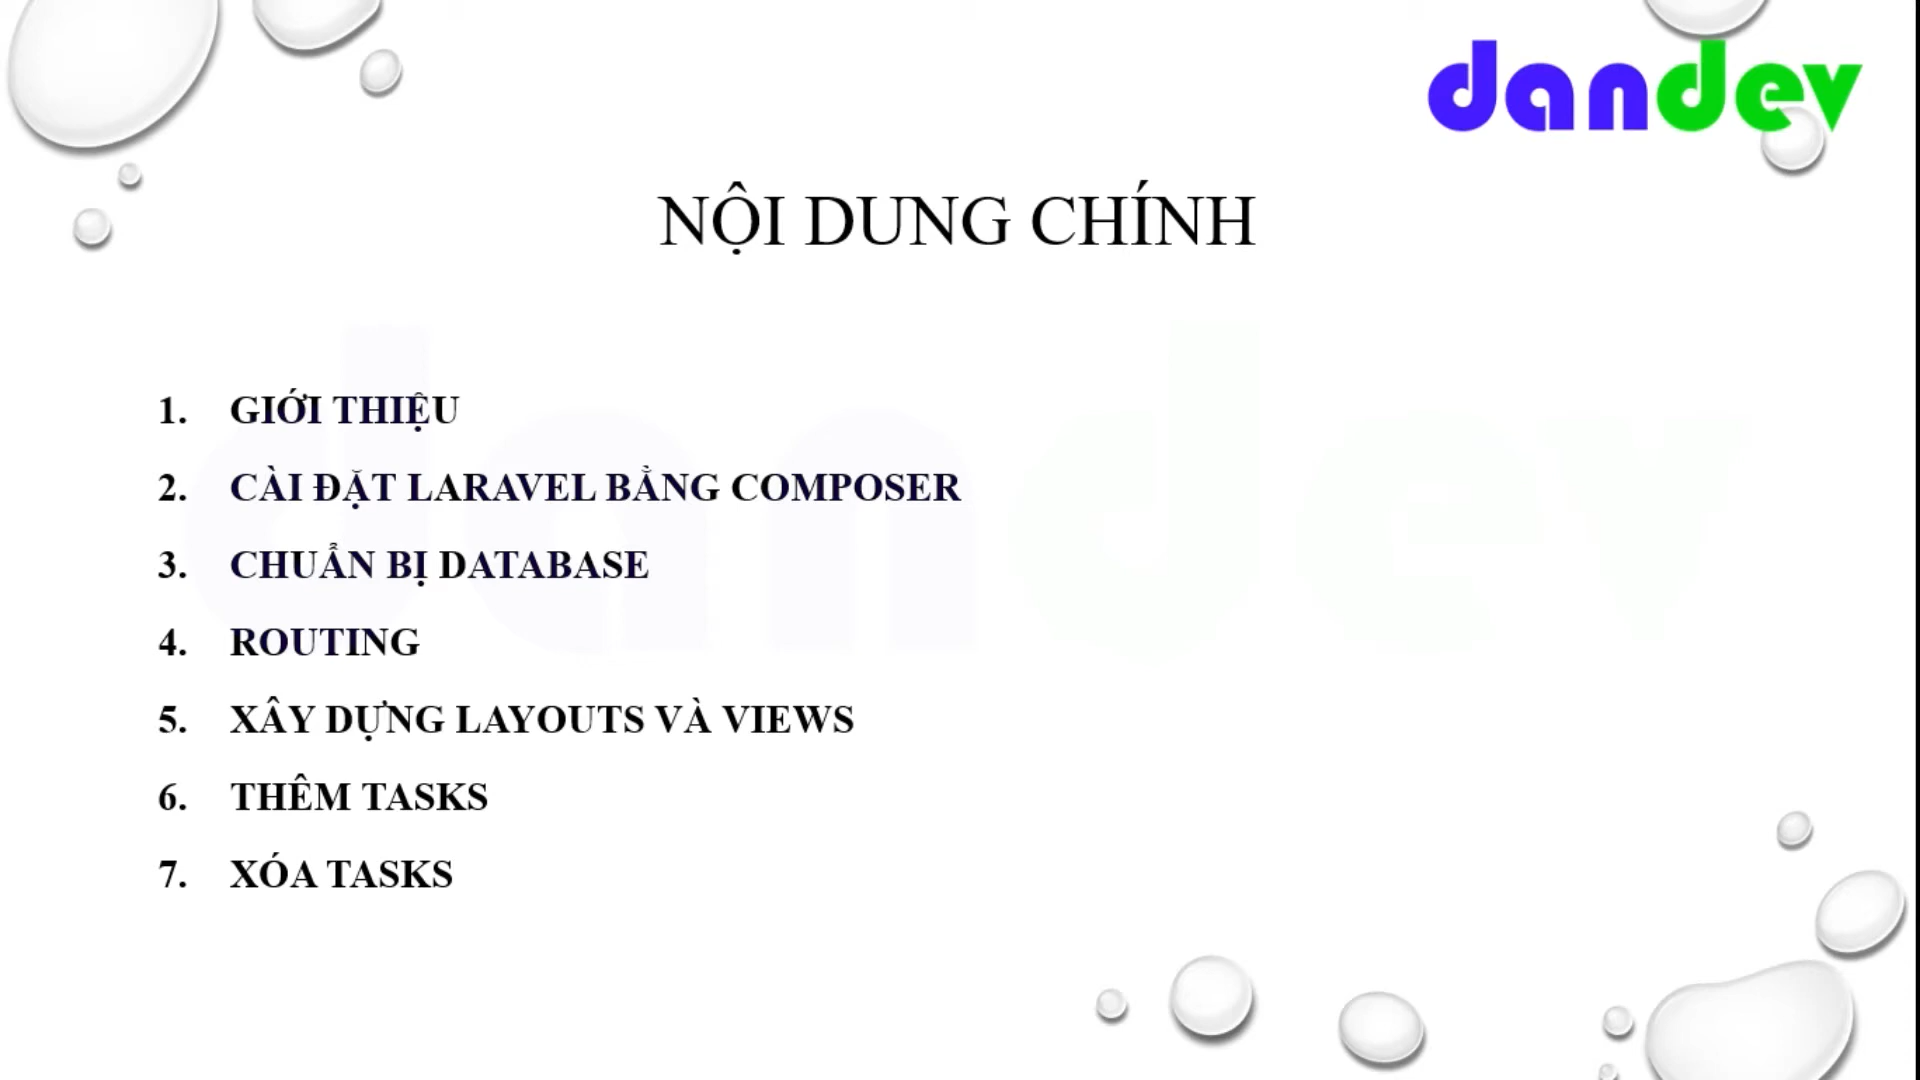 dandev
NỘI DUNG CHÍNH
1. GIỚI THIỆU
2. CÀI ĐẶT LARAVEL BẰNG COMPOSER
3. CHUẨN BỊ DATABASE
4. ROUTING
5. XÂY DỰNG LAYOUTS VÀ VIEWS
6. THÊM TASKS
7. XÓA TASKS